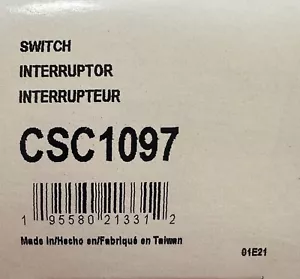 SWITCH
INTERRUPTOR
INTERRUPTEUR
CSC1097
1 95580 21331 2
Made in/Hecho en/Fabriqué en Taiwan
01E21